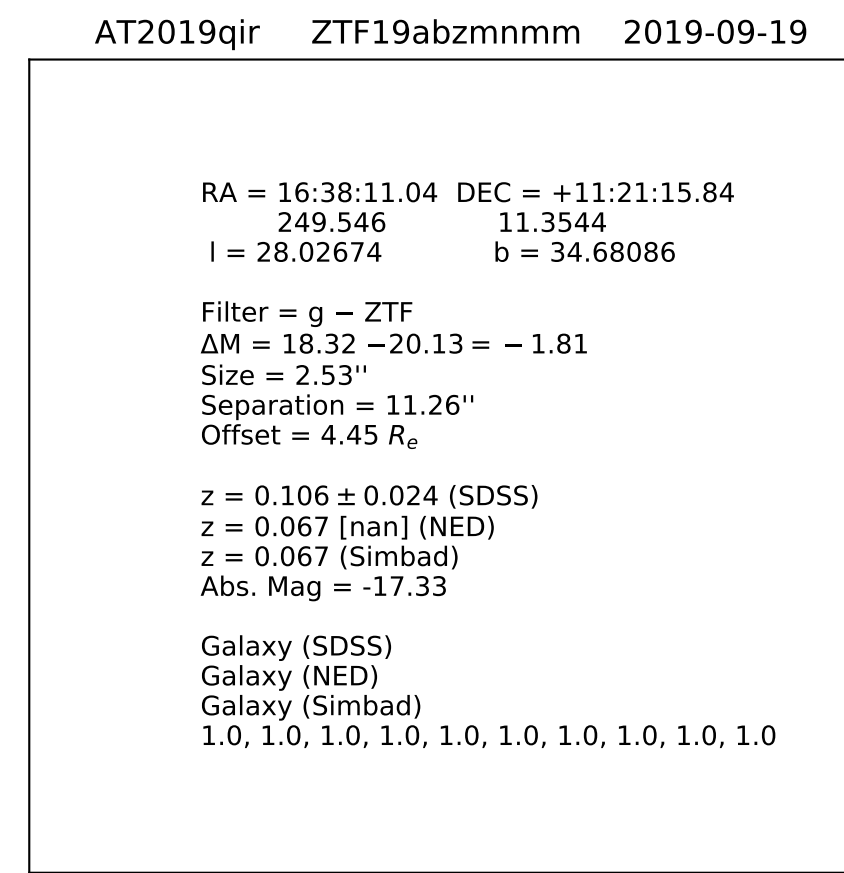 AT2019qir ZTF19abzmnmm 2019-09-19
RA = 16:38:11.04 DEC = +11:21:15.84
249.546 11.3544
l = 28.02674 b = 34.68086
Filter = g − ZTF
ΔM = 18.32 −20.13 = − 1.81
Size = 2.53''
Separation = 11.26''
Offset = 4.45 Rₑ
z = 0.106 ± 0.024 (SDSS)
z = 0.067 [nan] (NED)
z = 0.067 (Simbad)
Abs. Mag = -17.33
Galaxy (SDSS)
Galaxy (NED)
Galaxy (Simbad)
1.0, 1.0, 1.0, 1.0, 1.0, 1.0, 1.0, 1.0, 1.0, 1.0